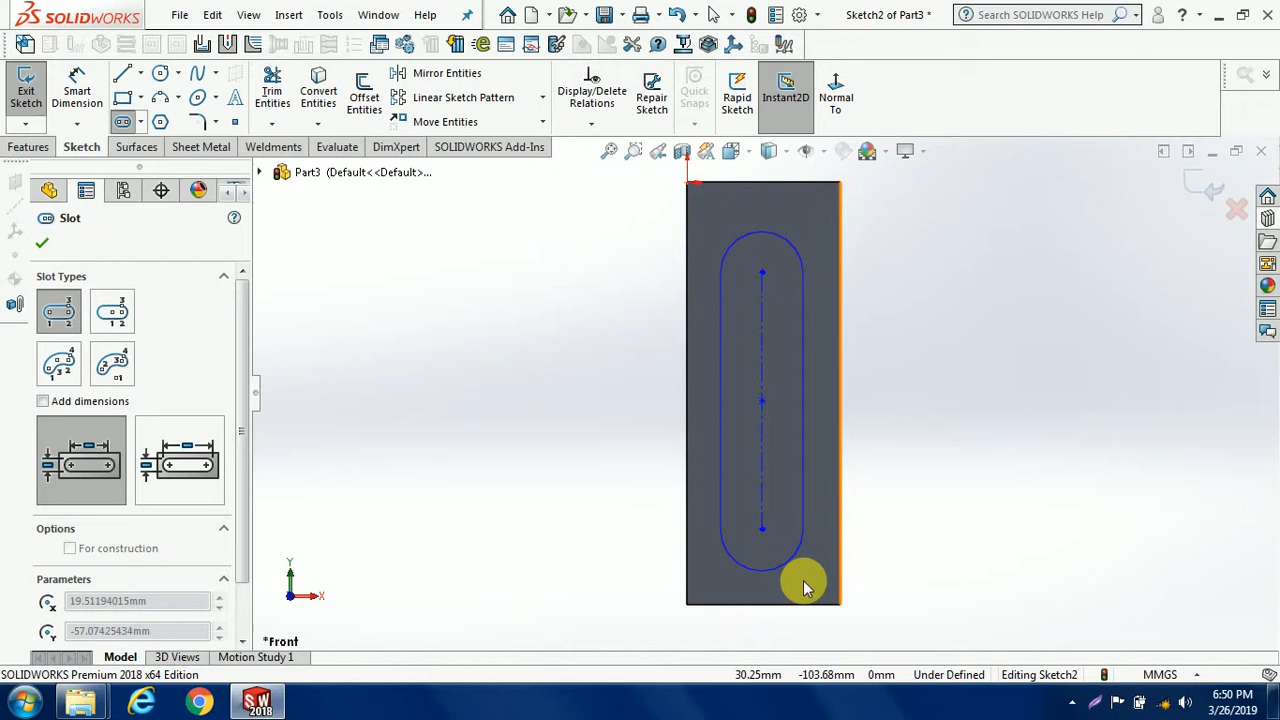 SOLIDWORKS
File
Edit
View
Insert
Tools
Window
Help
Sketch2 of Part3 *
Search SOLIDWORKS Help
Exit Sketch
Smart Dimension
Trim Entities
Convert Entities
Offset Entities
Mirror Entities
Linear Sketch Pattern
Move Entities
Display/Delete Relations
Repair Sketch
Quick Snaps
Rapid Sketch
Instant2D
Normal To
Features
Sketch
Surfaces
Sheet Metal
Weldments
Evaluate
DimXpert
SOLIDWORKS Add-Ins
Part3 (Default<<Default>...
Slot
Slot Types
Add dimensions
Options
For construction
Parameters
19.51194015mm
-57.07425434mm
Y
X
*Front
Model
3D Views
Motion Study 1
SOLIDWORKS Premium 2018 x64 Edition
30.25mm
-103.68mm
0mm
Under Defined
Editing Sketch2
MMGS
SW
2018
6:50 PM
3/26/2019